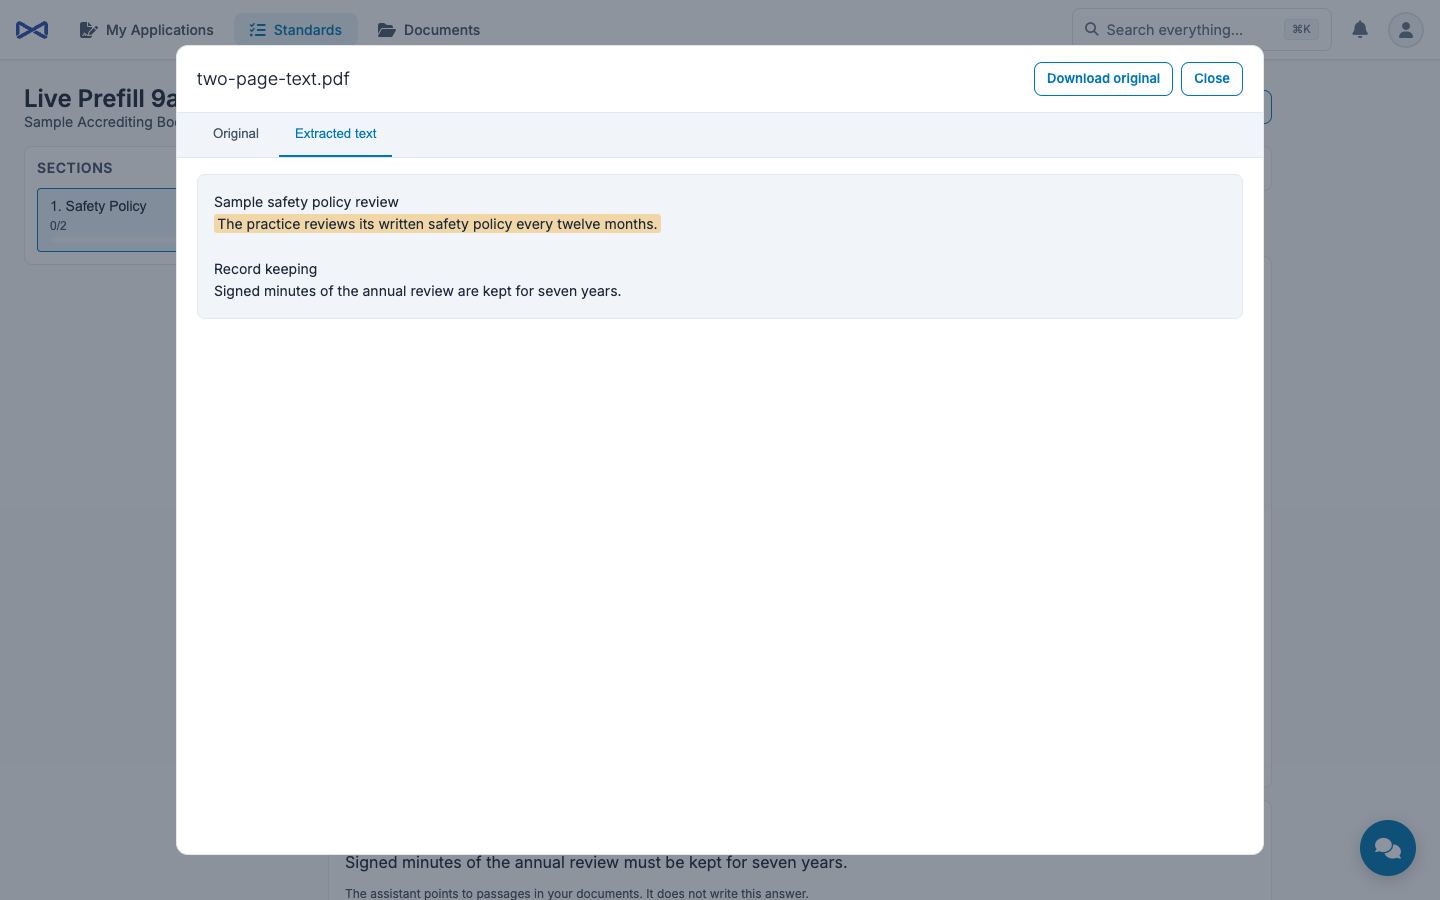 My Applications
Standards
Documents
Search everything...
⌘K
Live Prefill 9a
Sample Accrediting Bo
SECTIONS
1. Safety Policy
0/2
two-page-text.pdf
Download original
Close
Original
Extracted text
Sample safety policy review
The practice reviews its written safety policy every twelve months.
Record keeping
Signed minutes of the annual review are kept for seven years.
Signed minutes of the annual review must be kept for seven years.
The assistant points to passages in your documents. It does not write this answer.